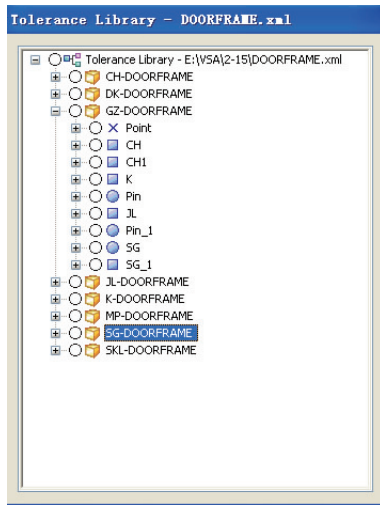 Tolerance Library - DOORFRAME.xml
Tolerance Library - E:\VSA\2-15\DOORFRAME.xml
CH-DOORFRAME
DK-DOORFRAME
GZ-DOORFRAME
Point
CH
CH1
K
Pin
JL
Pin_1
SG
SG_1
JL-DOORFRAME
K-DOORFRAME
MP-DOORFRAME
SG-DOORFRAME
SKL-DOORFRAME